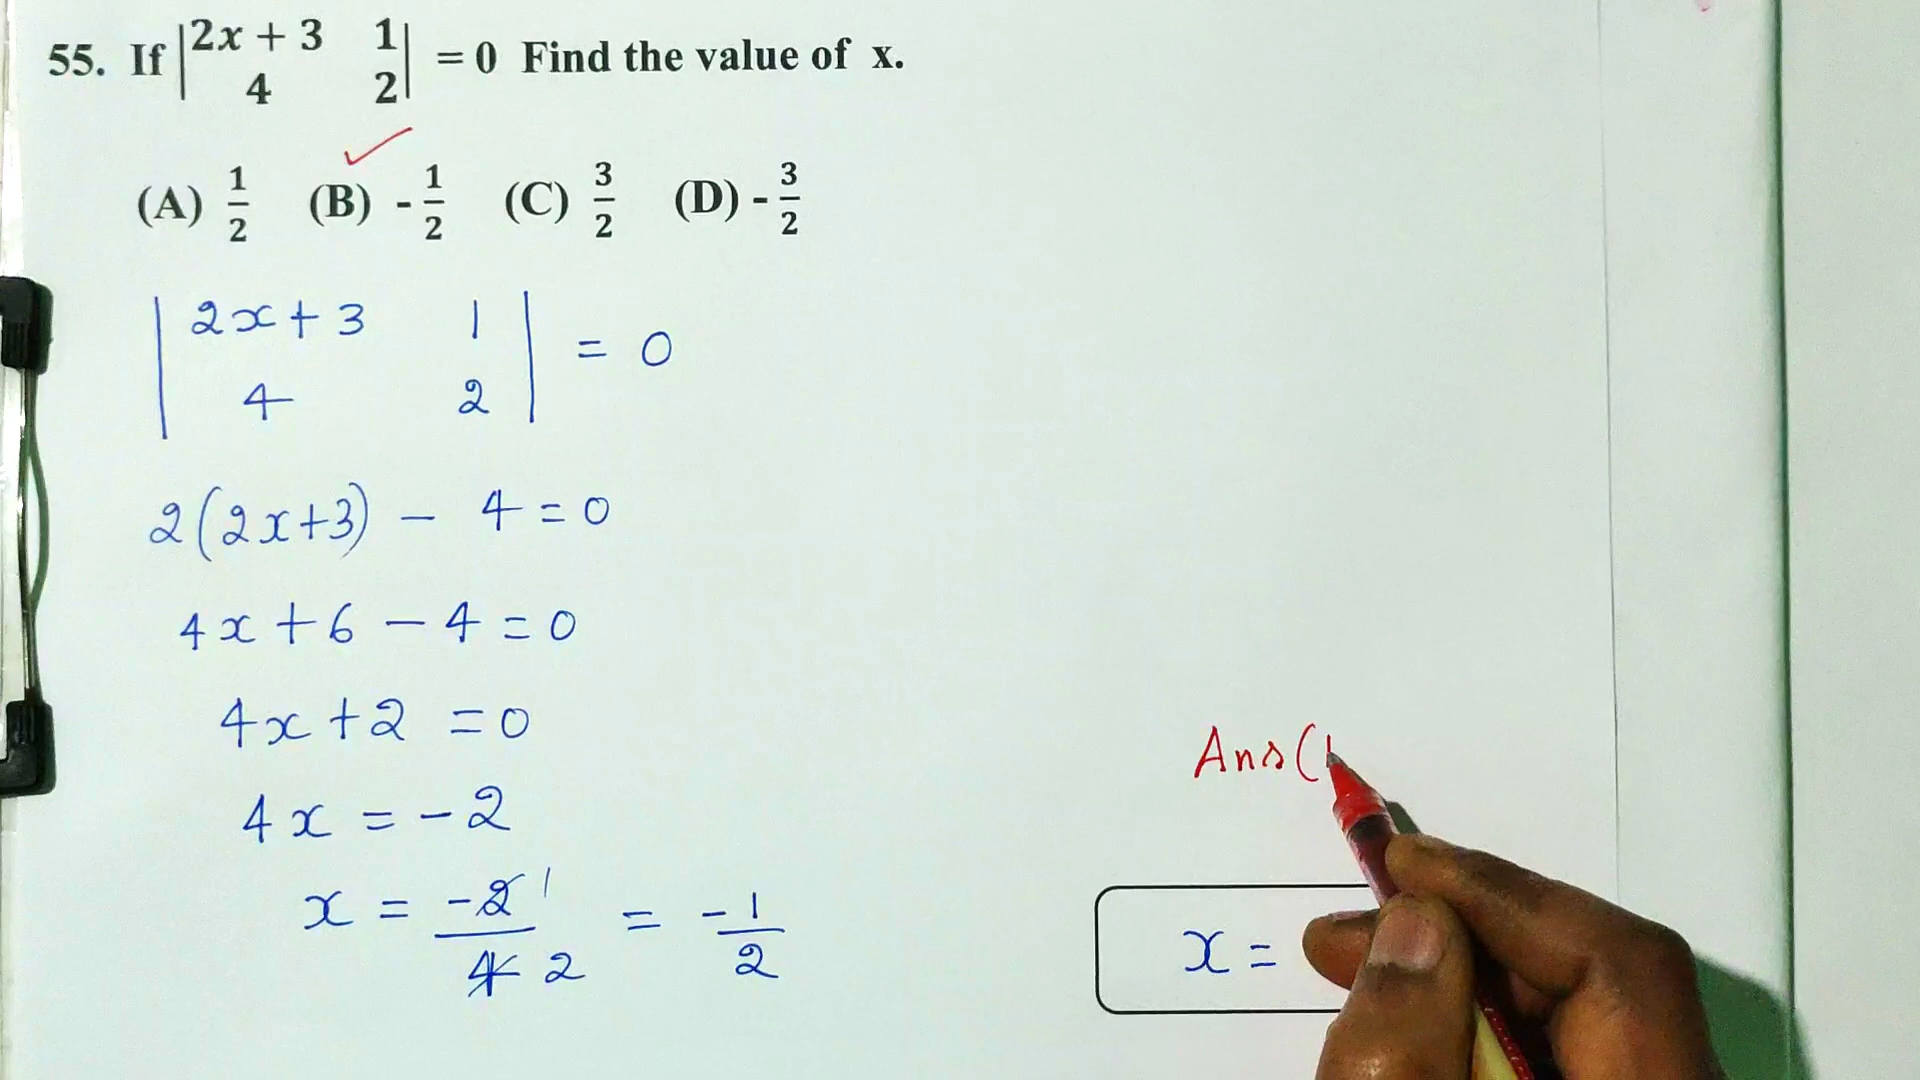 55. If |2x + 3 1| = 0 Find the value of x.
4 2
(A) 1/2 (B) - 1/2 (C) 3/2 (D) - 3/2
| 2x + 3 1 | = 0
4 2
2(2x+3) - 4 = 0
4x + 6 - 4 = 0
4x + 2 = 0
4x = -2
x = -2 1 / 4 2 = -1/2
Ans (
x =